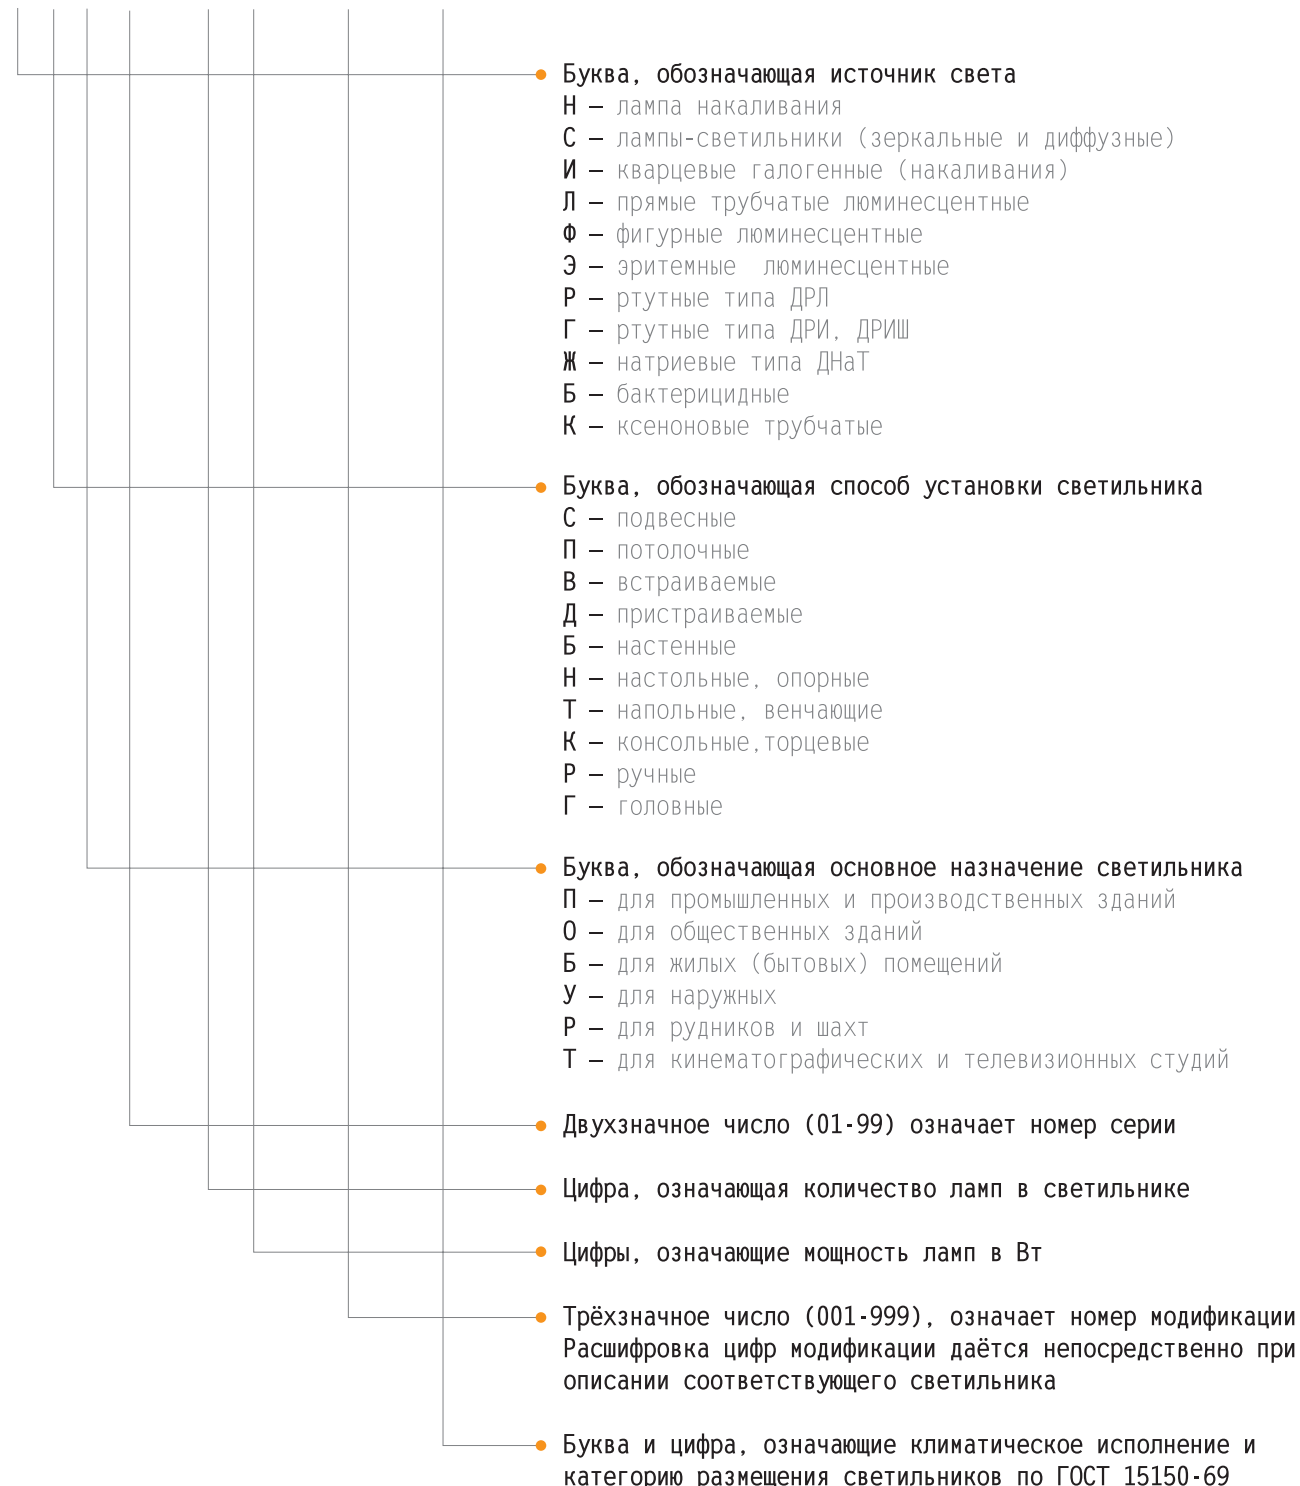 Буква, обозначающая источник света
Н – лампа накаливания
С – лампы-светильники (зеркальные и диффузные)
И – кварцевые галогенные (накаливания)
Л – прямые трубчатые люминесцентные
Ф – фигурные люминесцентные
Э – эритемные люминесцентные
Р – ртутные типа ДРЛ
Г – ртутные типа ДРИ, ДРИШ
Ж – натриевые типа ДНаТ
Б – бактерицидные
К – ксеноновые трубчатые
Буква, обозначающая способ установки светильника
С – подвесные
П – потолочные
В – встраиваемые
Д – пристраиваемые
Б – настенные
Н – настольные, опорные
Т – напольные, венчающие
К – консольные,торцевые
Р – ручные
Г – головные
Буква, обозначающая основное назначение светильника
П – для промышленных и производственных зданий
О – для общественных зданий
Б – для жилых (бытовых) помещений
У – для наружных
Р – для рудников и шахт
Т – для кинематографических и телевизионных студий
Двухзначное число (01-99) означает номер серии
Цифра, означающая количество ламп в светильнике
Цифры, означающие мощность ламп в Вт
Трёхзначное число (001-999), означает номер модификации
Расшифровка цифр модификации даётся непосредственно при
описании соответствующего светильника
Буква и цифра, означающие климатическое исполнение и
категорию размещения светильников по ГОСТ 15150-69